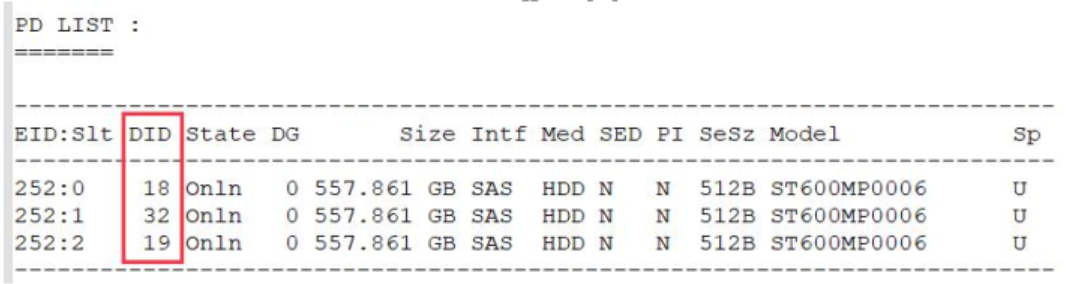 PD LIST :
=======
--------------------------------------------------------------------------
EID:Slt DID State DG       Size Intf Med SED PI SeSz Model            Sp
--------------------------------------------------------------------------
252:0    18 Onln   0 557.861 GB SAS  HDD N   N  512B ST600MP0006      U
252:1    32 Onln   0 557.861 GB SAS  HDD N   N  512B ST600MP0006      U
252:2    19 Onln   0 557.861 GB SAS  HDD N   N  512B ST600MP0006      U
--------------------------------------------------------------------------